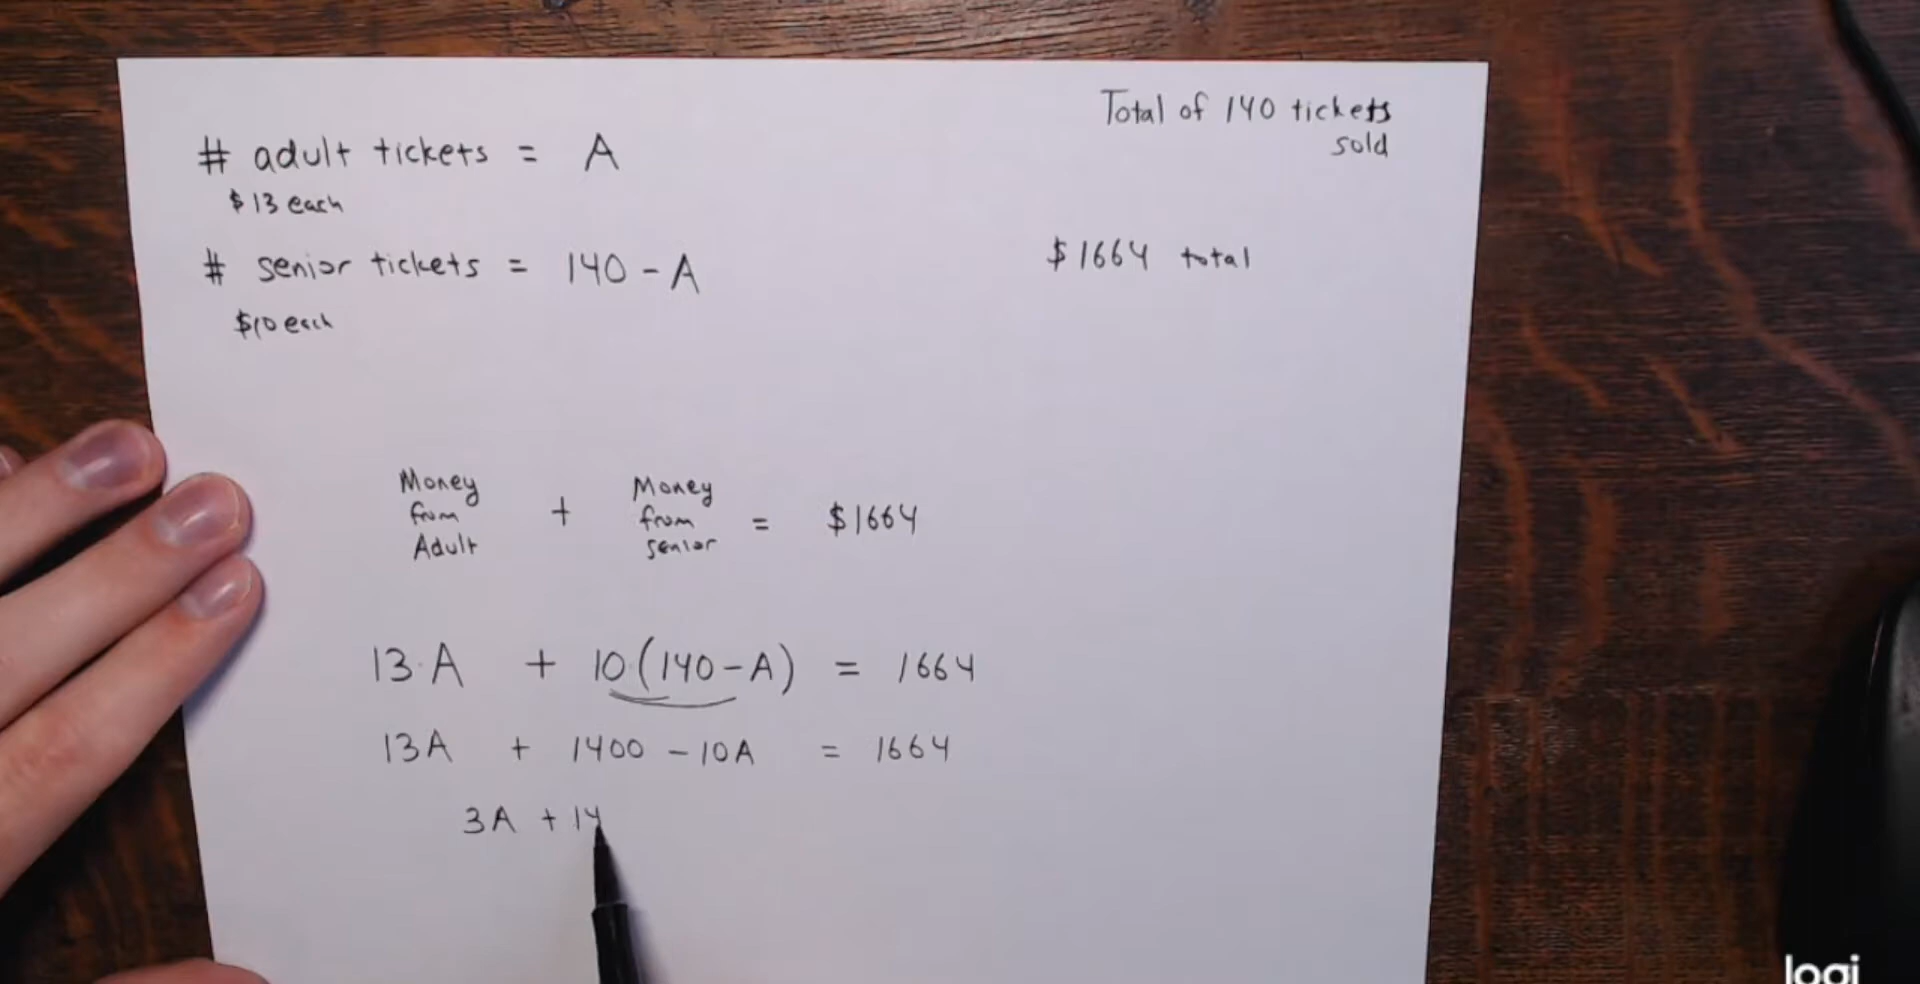 Total of 140 tickets
sold
# adult tickets = A
$13 each
# senior tickets = 140 - A
$10 each
$1664 total
Money from Adult + Money from senior = $1664
13·A + 10·(140-A) = 1664
13A + 1400 - 10A = 1664
3A + 14
logi